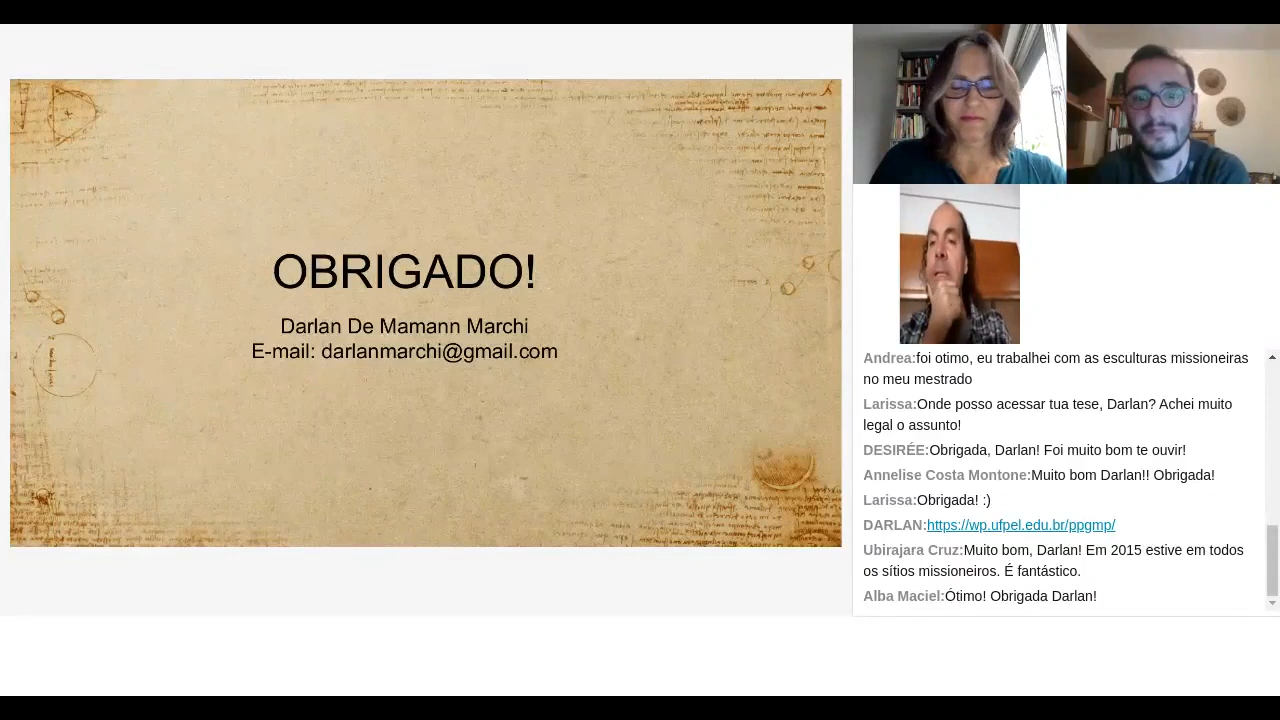 OBRIGADO!
Darlan De Mamann Marchi
E-mail: darlanmarchi@gmail.com
Andrea:foi otimo, eu trabalhei com as esculturas missioneiras
no meu mestrado
Larissa:Onde posso acessar tua tese, Darlan? Achei muito
legal o assunto!
DESIRÉE:Obrigada, Darlan! Foi muito bom te ouvir!
Annelise Costa Montone:Muito bom Darlan!! Obrigada!
Larissa:Obrigada! :)
DARLAN:https://wp.ufpel.edu.br/ppgmp/
Ubirajara Cruz:Muito bom, Darlan! Em 2015 estive em todos
os sítios missioneiros. É fantástico.
Alba Maciel:Ótimo! Obrigada Darlan!